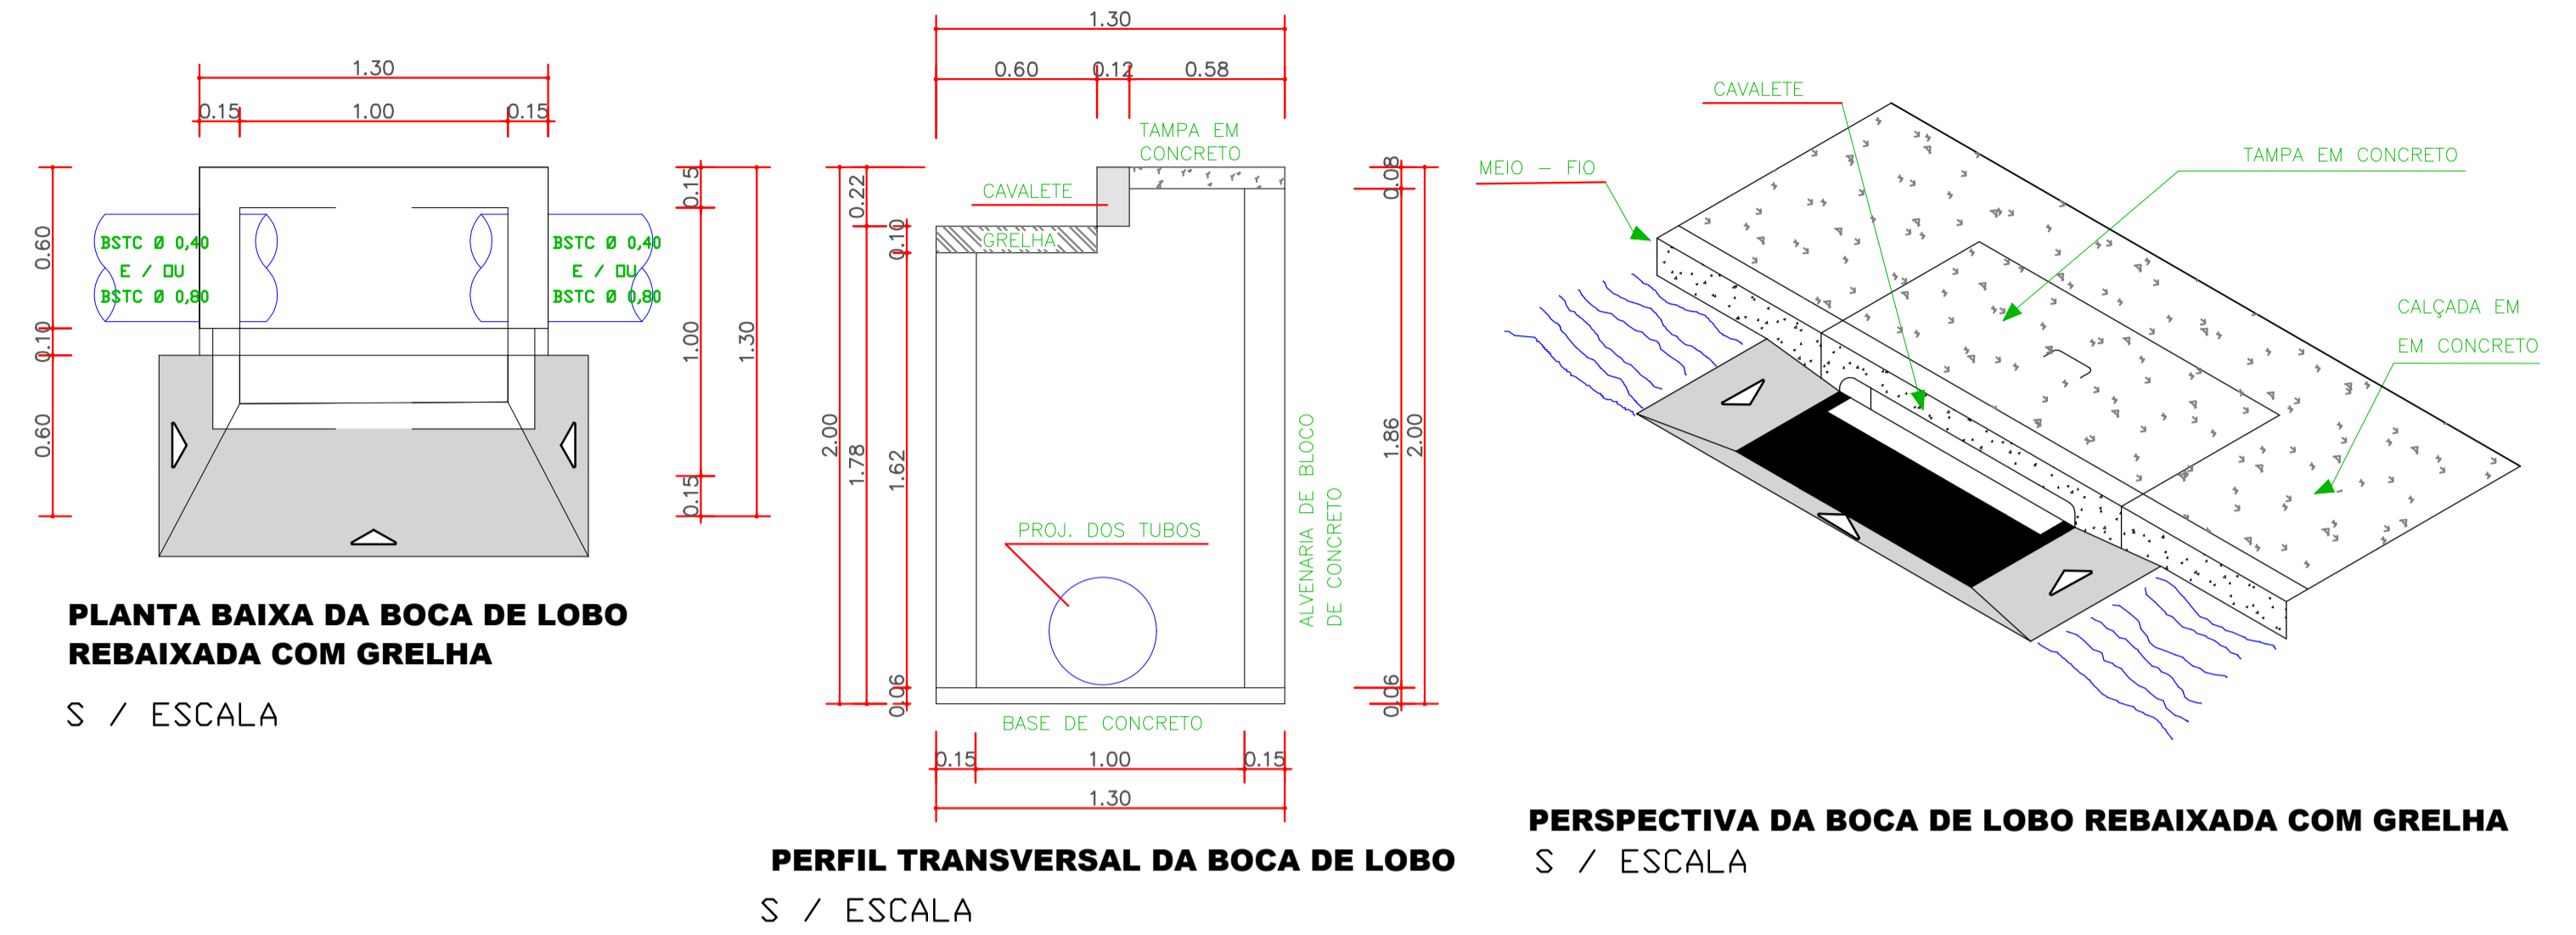 1.30
0.15
1.00
0.15
0.60
0.10
0.60
BSTC Ø 0,40
E / OU
BSTC Ø 0,80
BSTC Ø 0,40
E / OU
BSTC Ø 0,80
0.15
1.00
0.15
1.30
PLANTA BAIXA DA BOCA DE LOBO
REBAIXADA COM GRELHA
S / ESCALA
1.30
0.60
0.12
0.58
TAMPA EM
CONCRETO
CAVALETE
GRELHA
0.22
0.10
2.00
1.78
1.62
0.06
0.08
1.86
2.00
0.06
PROJ. DOS TUBOS
ALVENARIA DE BLOCO
DE CONCRETO
BASE DE CONCRETO
0.15
1.00
0.15
1.30
PERFIL TRANSVERSAL DA BOCA DE LOBO
S / ESCALA
CAVALETE
MEIO - FIO
TAMPA EM CONCRETO
CALÇADA EM
EM CONCRETO
PERSPECTIVA DA BOCA DE LOBO REBAIXADA COM GRELHA
S / ESCALA